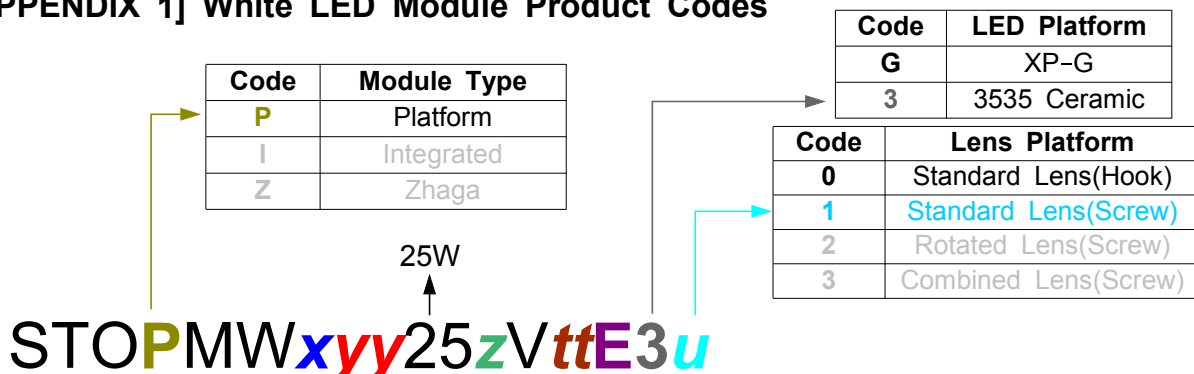 PPENDIX 1] White LED Module Product Codes
Code LED Platform
G XP-G
3 3535 Ceramic
Code Module Type
P Platform
I Integrated
Z Zhaga
Code Lens Platform
0 Standard Lens(Hook)
1 Standard Lens(Screw)
2 Rotated Lens(Screw)
3 Combined Lens(Screw)
25W
STOPMWxyy25zVttE3u